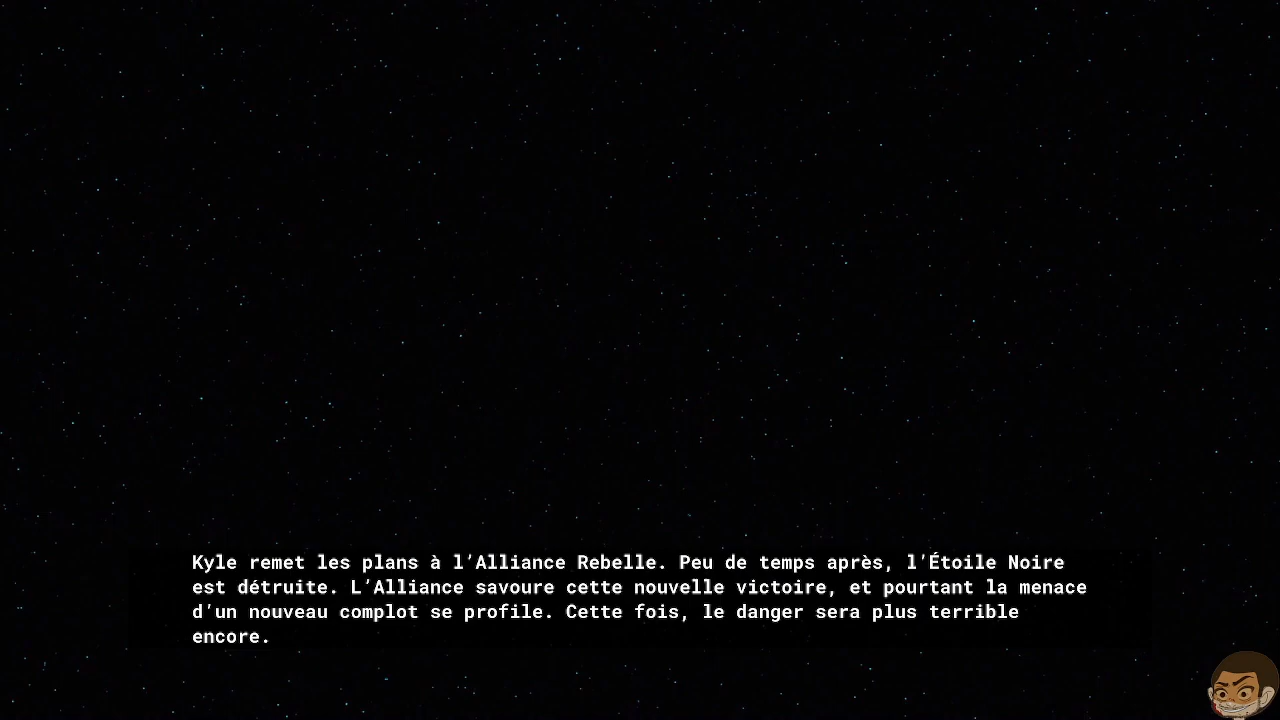 Kyle remet les plans à l’Alliance Rebelle. Peu de temps après, l’Étoile Noire
est détruite. L’Alliance savoure cette nouvelle victoire, et pourtant la menace
d’un nouveau complot se profile. Cette fois, le danger sera plus terrible
encore.